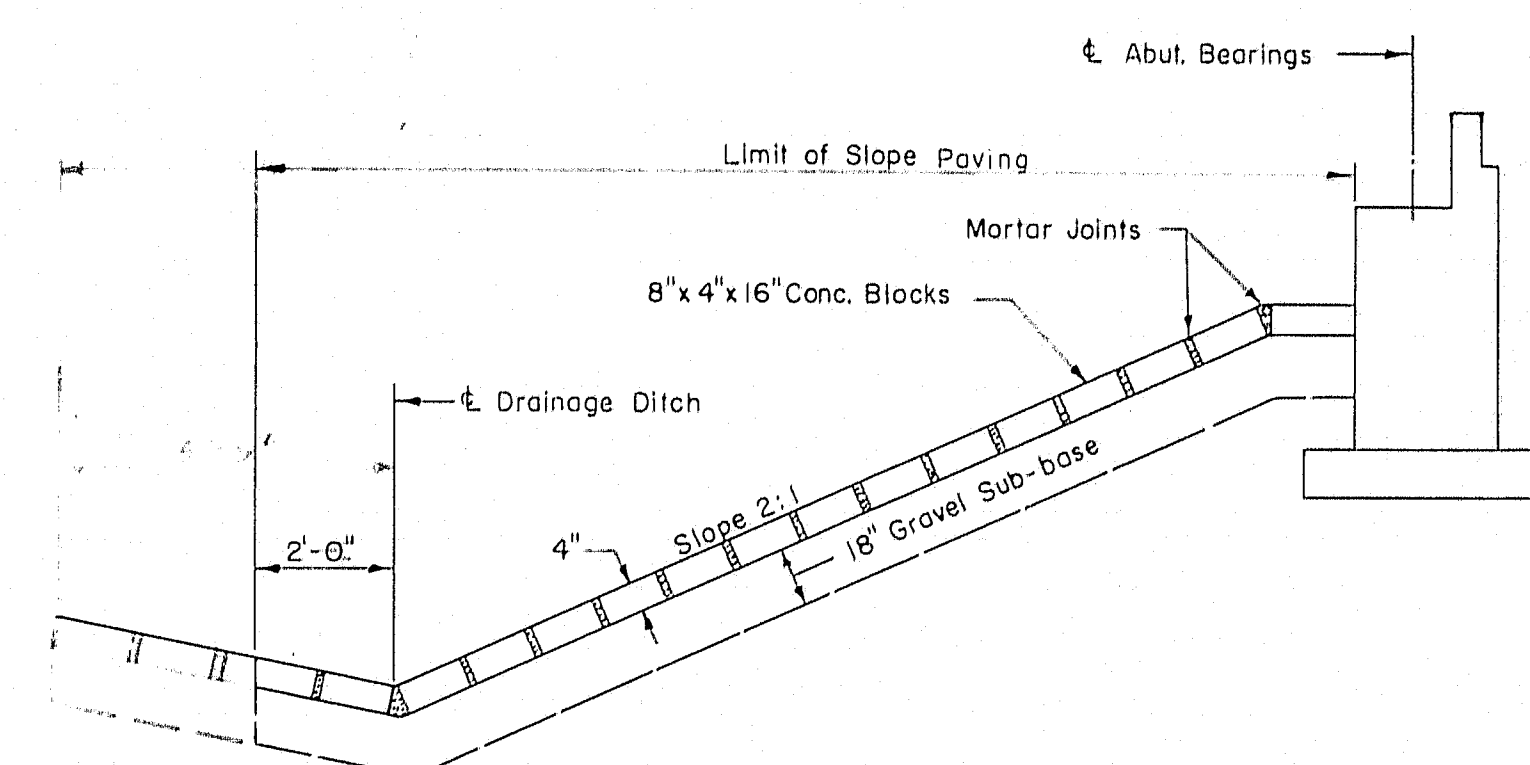 ℄ Abut. Bearings
Limit of Slope Paving
Mortar Joints
8"x 4"x 16" Conc. Blocks
℄ Drainage Ditch
2'-0"
4"
Slope 2:1
18" Gravel Sub-base